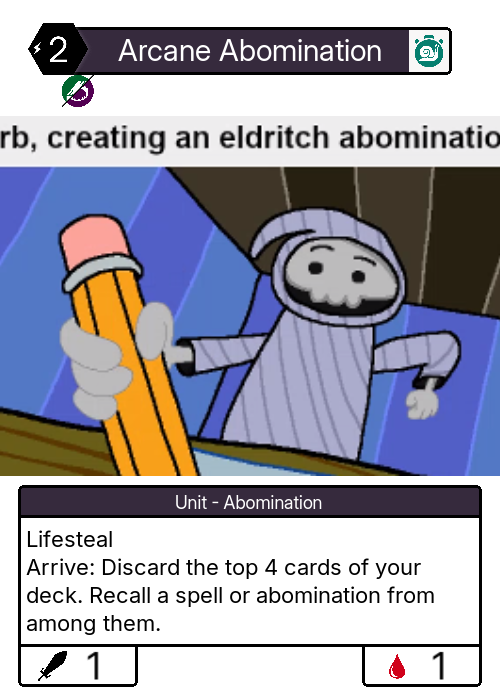 2
Arcane Abomination
rb, creating an eldritch abominatio
Unit - Abomination
Lifesteal
Arrive: Discard the top 4 cards of your
deck. Recall a spell or abomination from
among them.
1
1